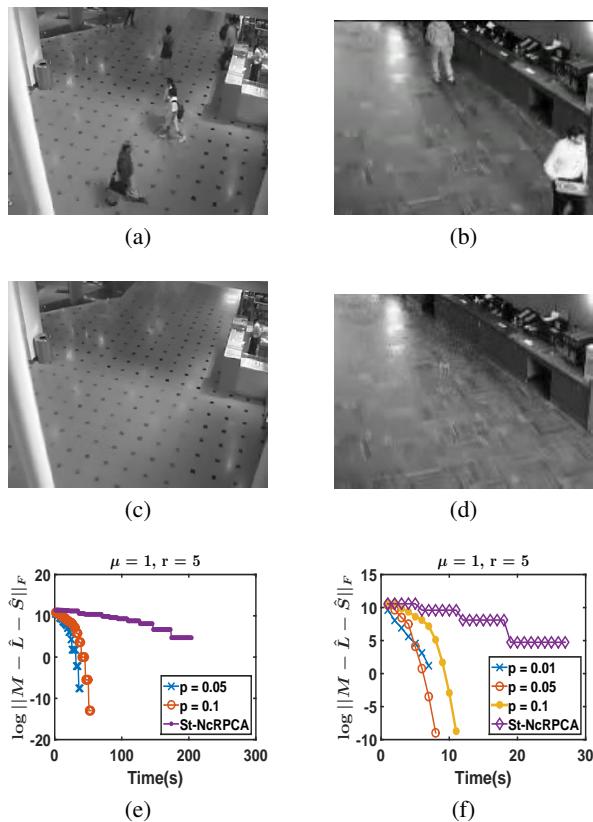 (a)
(b)
(c)
(d)
μ = 1, r = 5
20
10
0
-10
-20
log ||M − L̂ − Ŝ||_F
p = 0.05
p = 0.1
St-NcRPCA
0
100
200
300
Time(s)
(e)
μ = 1, r = 5
15
10
5
0
-5
-10
log ||M − L̂ − Ŝ||_F
p = 0.01
p = 0.05
p = 0.1
St-NcRPCA
0
10
20
30
Time(s)
(f)